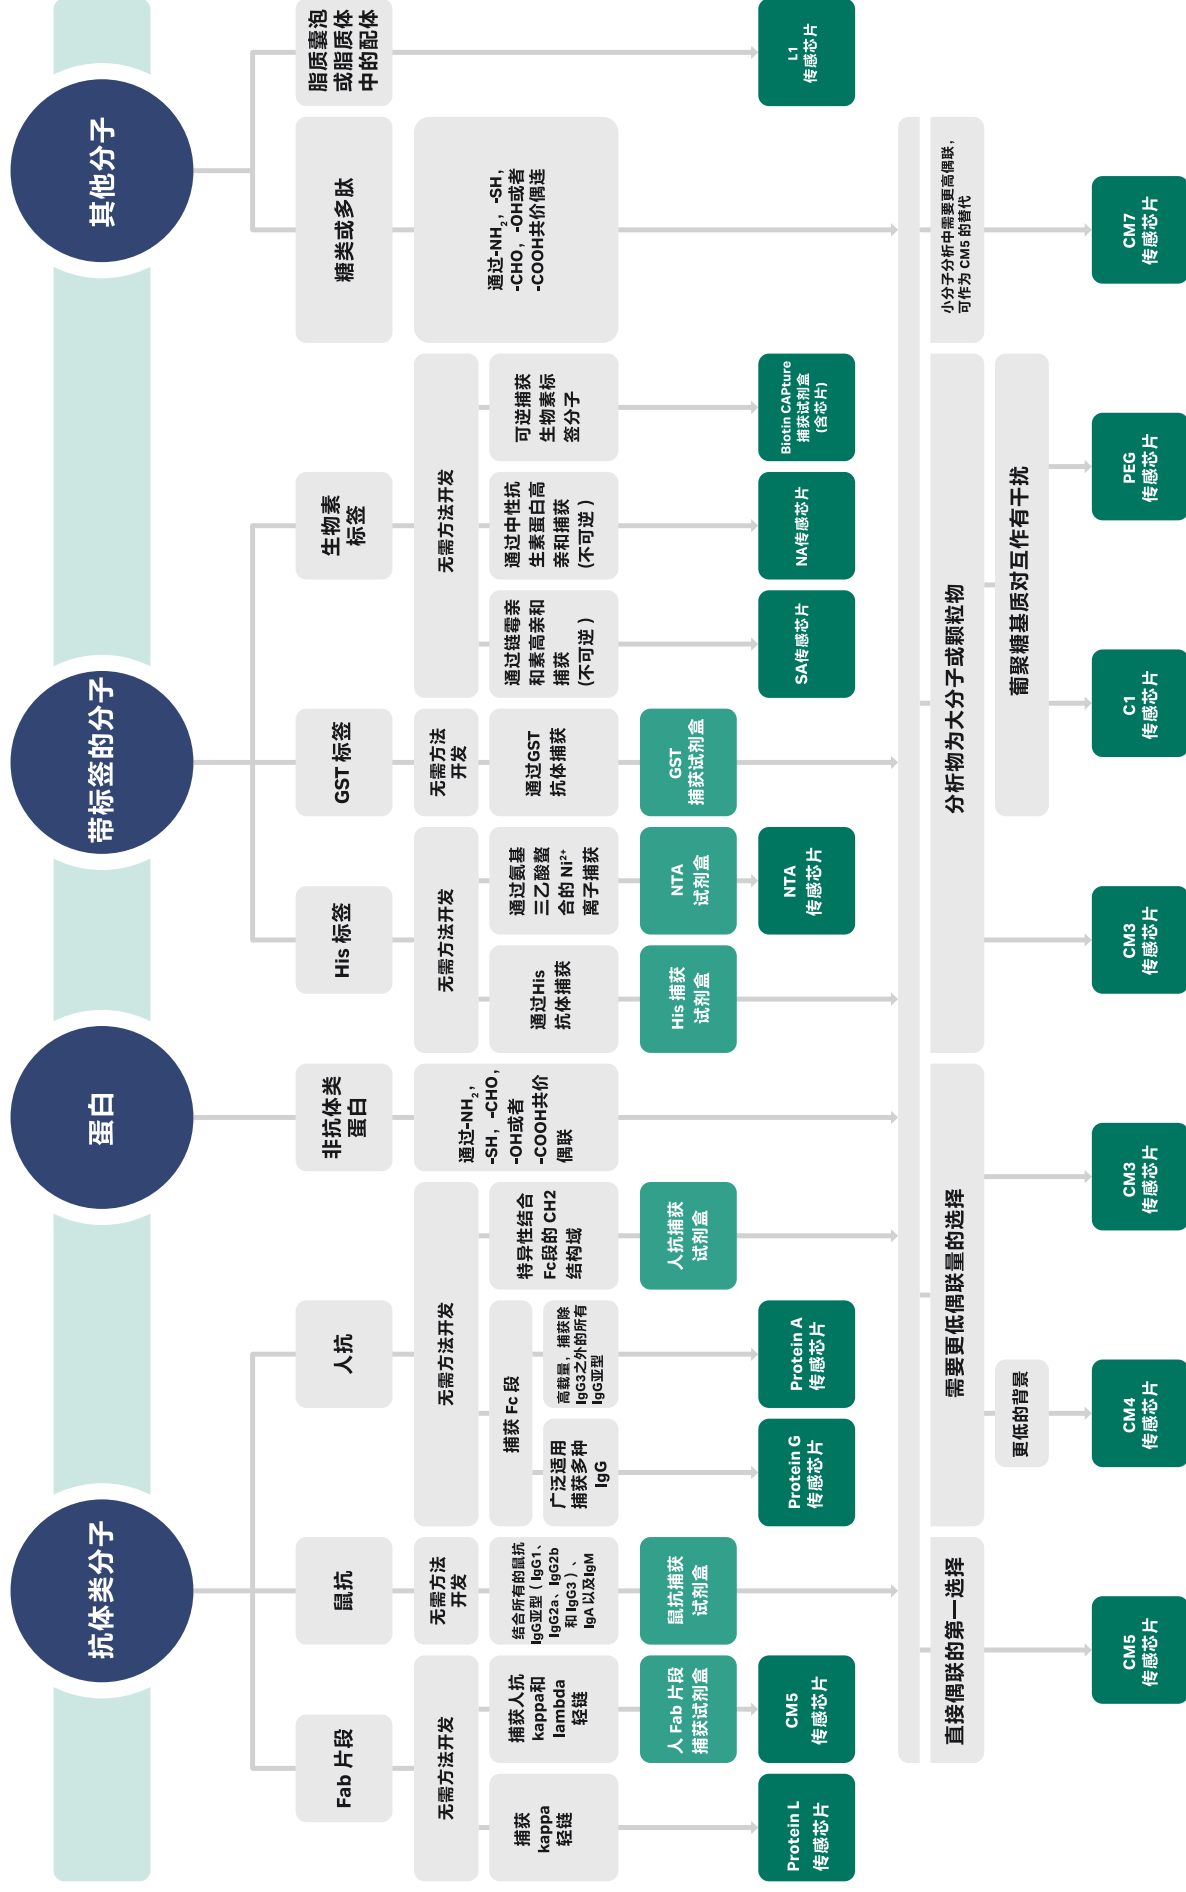 抗体类分子
蛋白
带标签的分子
其他分子
Fab 片段
鼠抗
人抗
非抗体类
蛋白
His 标签
GST 标签
生物素
标签
糖类或多肽
脂质囊泡
或脂质体
中的配体
无需方法开发
无需方法
开发
无需方法开发
通过-NH2，
-SH，-CHO，
-OH或者
-COOH共价
偶联
无需方法开发
无需方法
开发
无需方法开发
通过-NH2，-SH，
-CHO，-OH或者
-COOH共价偶连
捕获
kappa
轻链
捕获人抗
kappa和
lambda
轻链
结合所有的鼠抗
IgG亚型（IgG1、
IgG2a、IgG2b
和 IgG3）、
IgA 以及IgM
捕获 Fc 段
广泛适用
捕获多种
IgG
高载量，捕获除
IgG3之外的所有
IgG亚型
特异性结合
Fc段的 CH2
结构域
通过His
抗体捕获
通过氨基
三乙酸螯
合的 Ni2+
离子捕获
通过GST
抗体捕获
通过链霉亲
和素高亲和
捕获
(不可逆 )
通过中性抗
生素蛋白高
亲和捕获
(不可逆 )
可逆捕获
生物素标
签分子
人 Fab 片段
捕获试剂盒
鼠抗捕获
试剂盒
人抗捕获
试剂盒
His 捕获
试剂盒
NTA
试剂盒
GST
捕获试剂盒
Protein L
传感芯片
CM5
传感芯片
Protein G
传感芯片
Protein A
传感芯片
NTA
传感芯片
SA传感芯片
NA传感芯片
Biotin CAPture
捕获试剂盒
(含芯片)
L1
传感芯片
直接偶联的第一选择
需要更低偶联量的选择
分析物为大分子或颗粒物
小分子分析中需要更高偶联，
可作为 CM5 的替代
更低的背景
葡聚糖基质对互作有干扰
CM5
传感芯片
CM4
传感芯片
CM3
传感芯片
CM3
传感芯片
C1
传感芯片
PEG
传感芯片
CM7
传感芯片